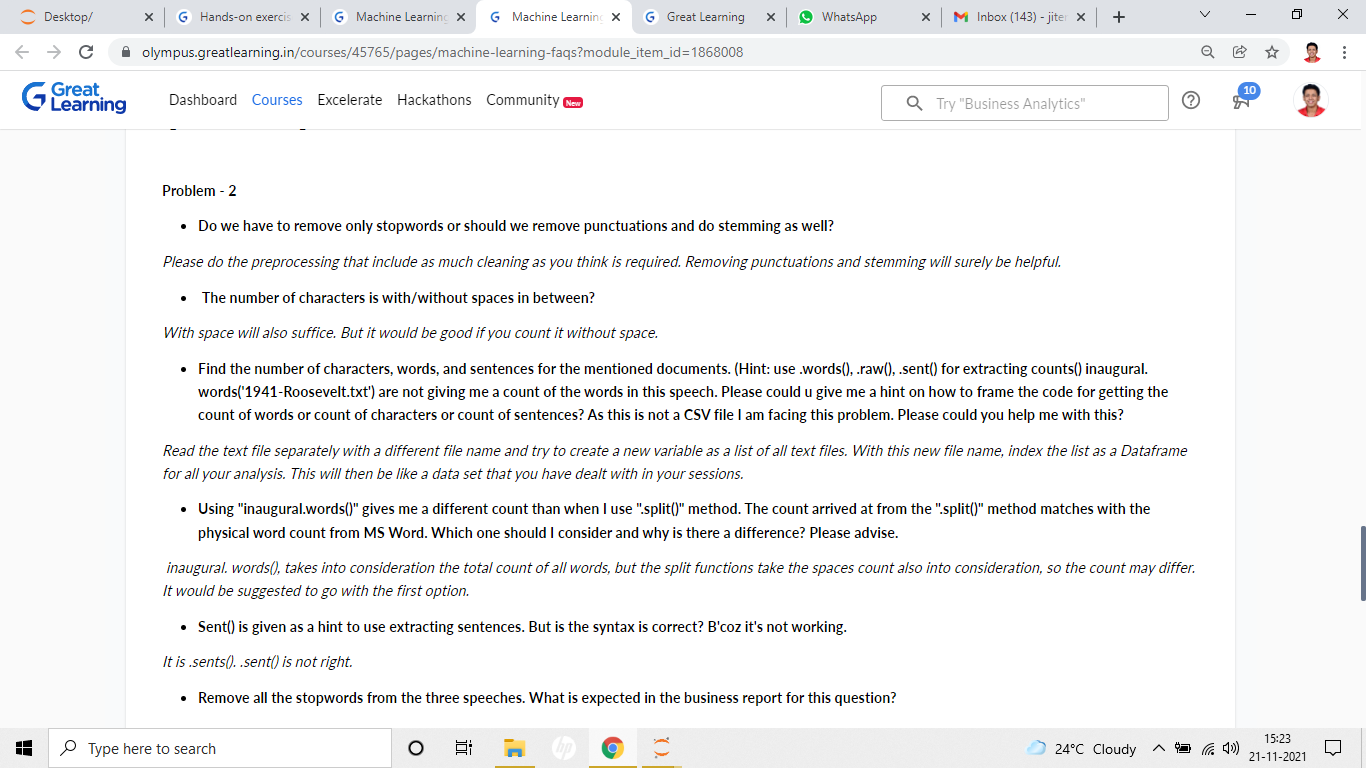 Desktop/
Hands-on exercis
Machine Learning
Machine Learning
Great Learning
WhatsApp
Inbox (143) - jiter
olympus.greatlearning.in/courses/45765/pages/machine-learning-faqs?module_item_id=1868008
Great
Learning
Dashboard Courses Excelerate Hackathons Community New
Try "Business Analytics"
10
Problem - 2
• Do we have to remove only stopwords or should we remove punctuations and do stemming as well?
Please do the preprocessing that include as much cleaning as you think is required. Removing punctuations and stemming will surely be helpful.
• The number of characters is with/without spaces in between?
With space will also suffice. But it would be good if you count it without space.
• Find the number of characters, words, and sentences for the mentioned documents. (Hint: use .words(), .raw(), .sent() for extracting counts() inaugural.
words('1941-Roosevelt.txt') are not giving me a count of the words in this speech. Please could u give me a hint on how to frame the code for getting the
count of words or count of characters or count of sentences? As this is not a CSV file I am facing this problem. Please could you help me with this?
Read the text file separately with a different file name and try to create a new variable as a list of all text files. With this new file name, index the list as a Dataframe
for all your analysis. This will then be like a data set that you have dealt with in your sessions.
• Using "inaugural.words()" gives me a different count than when I use ".split()" method. The count arrived at from the ".split()" method matches with the
physical word count from MS Word. Which one should I consider and why is there a difference? Please advise.
inaugural. words(), takes into consideration the total count of all words, but the split functions take the spaces count also into consideration, so the count may differ.
It would be suggested to go with the first option.
• Sent() is given as a hint to use extracting sentences. But is the syntax is correct? B'coz it's not working.
It is .sents(). .sent() is not right.
• Remove all the stopwords from the three speeches. What is expected in the business report for this question?
Type here to search
hp
24°C Cloudy
15:23
21-11-2021